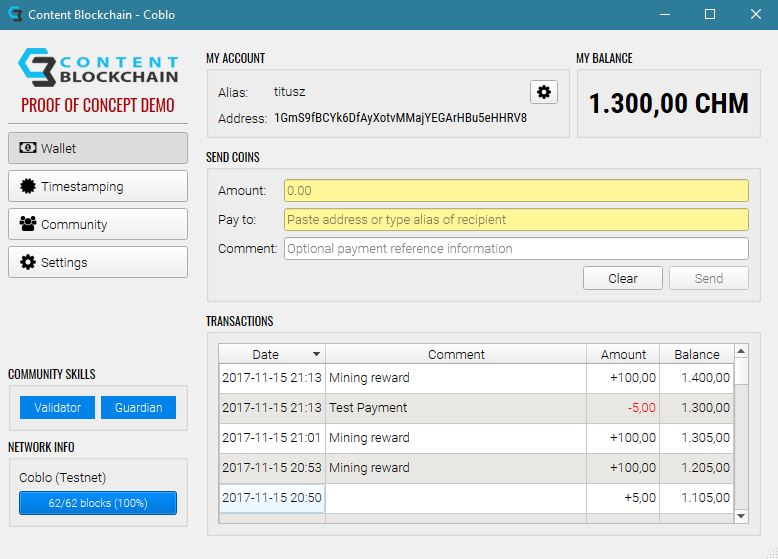 Content Blockchain - Coblo
CONTENT
BLOCKCHAIN
PROOF OF CONCEPT DEMO
Wallet
Timestamping
Community
Settings
COMMUNITY SKILLS
Validator Guardian
NETWORK INFO
Coblo (Testnet)
62/62 blocks (100%)
MY ACCOUNT
Alias: titusz
Address: 1GmS9fBCYk6DfAyXotvMMajYEGArHBu5eHHRV8
MY BALANCE
1.300,00 CHM
SEND COINS
Amount: 0.00
Pay to: Paste address or type alias of recipient
Comment: Optional payment reference information
Clear Send
TRANSACTIONS
Date Comment Amount Balance
2017-11-15 21:13 Mining reward +100,00 1.400,00
2017-11-15 21:13 Test Payment -5,00 1.300,00
2017-11-15 21:01 Mining reward +100,00 1.305,00
2017-11-15 20:53 Mining reward +100,00 1.205,00
2017-11-15 20:50 +5,00 1.105,00